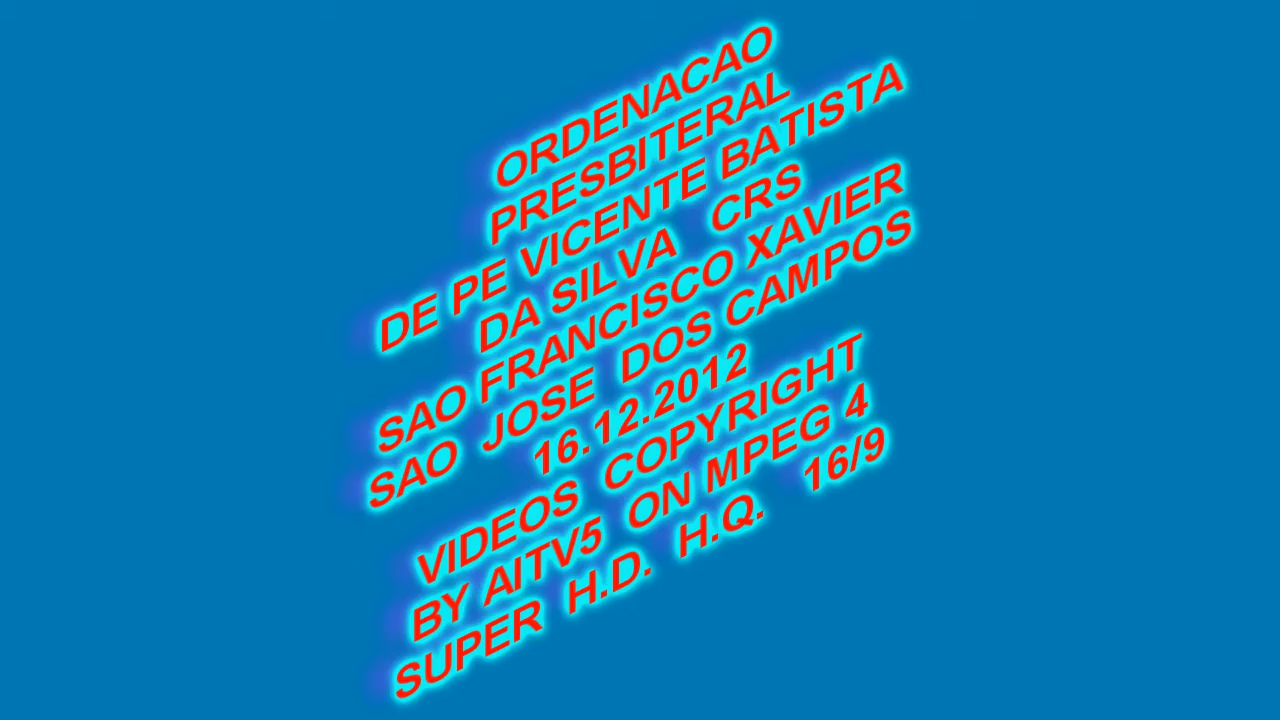 ORDENACAO
PRESBITERAL
DE PE VICENTE BATISTA
DA SILVA CRS
SAO FRANCISCO XAVIER
SAO JOSE DOS CAMPOS
16.12.2012
VIDEOS COPYRIGHT
BY AITV5 ON MPEG 4
SUPER H.D. H.Q. 16/9